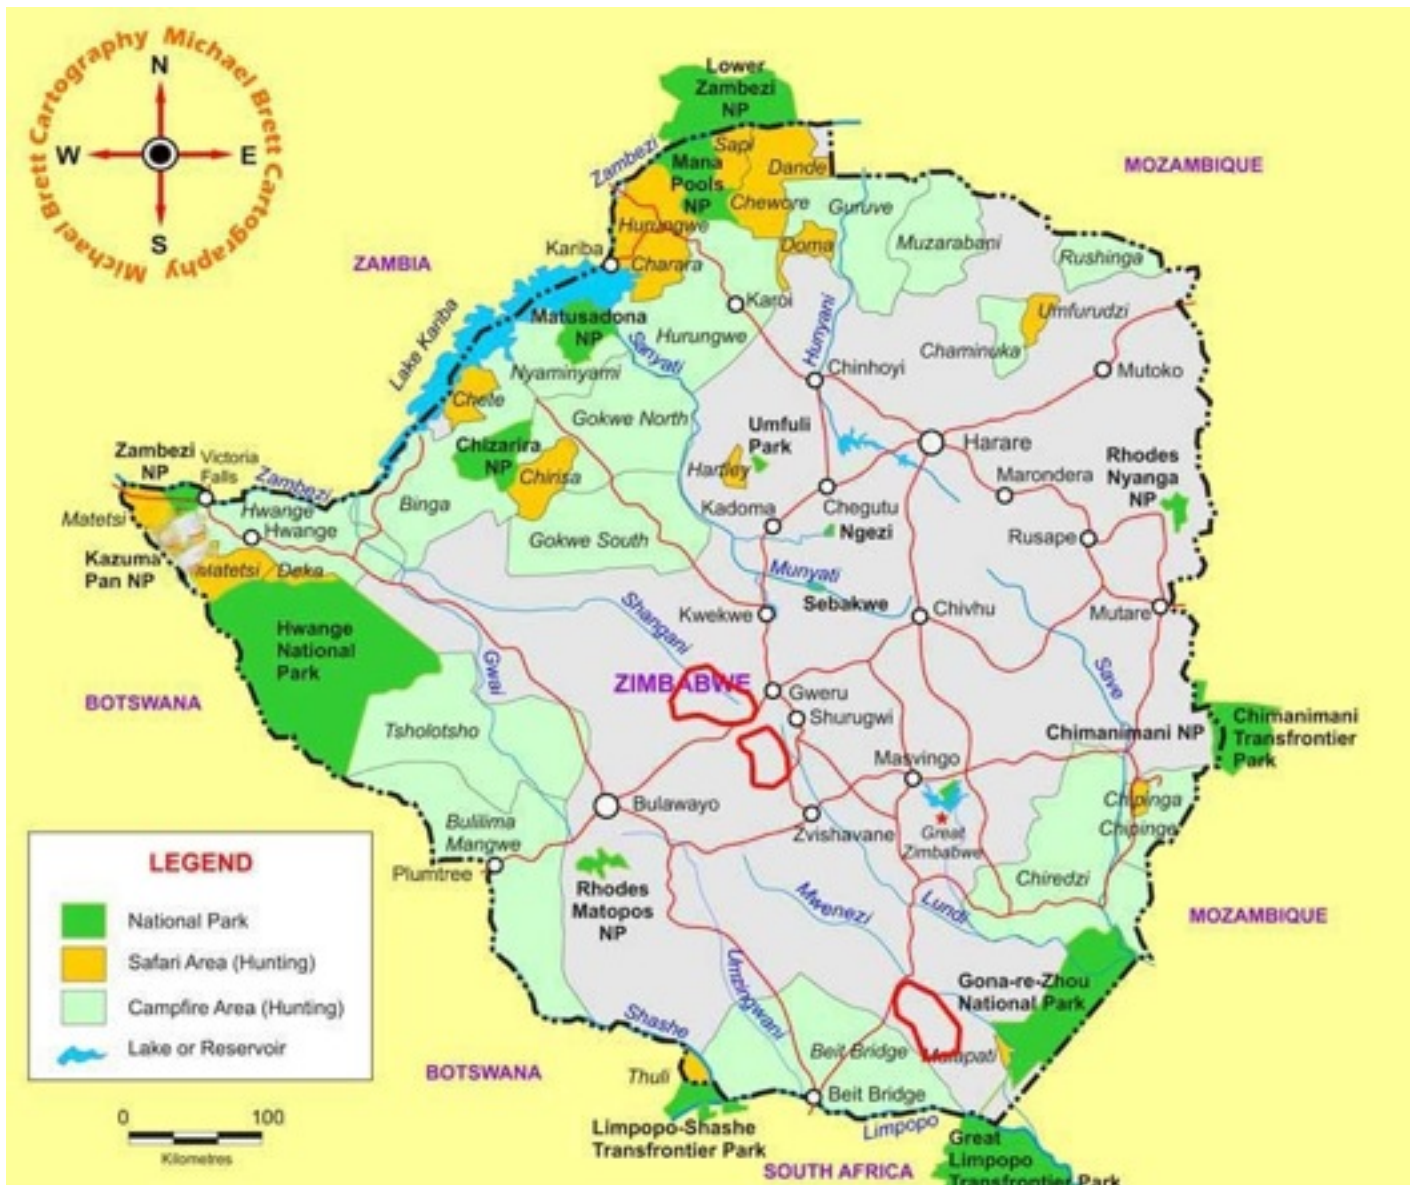 Michael Brett Cartography Michael Brett Cartography
N
W
E
S
Lower
Zambezi
NP
MOZAMBIQUE
Zambezi
Sapi
Mana
Pools
NP
Dande
Chewore
Guruve
Muzarabani
Rushinga
ZAMBIA
Hurungwe
Doma
Kariba
Charara
Lake Kariba
Karoi
Matusadona
NP
Hurungwe
Hunyani
Umfurudzi
Sanyati
Chaminuka
Nyaminyami
Chinhoyi
Mutoko
Chete
Gokwe North
Umfuli
Park
Harare
Chizarira
NP
Chirisa
Hartley
Marondera
Rhodes
Nyanga
NP
Zambezi
NP
Victoria
Falls
Zambezi
Binga
Kadoma
Chegutu
Matetsi
Hwange
Hwange
Gokwe South
Ngezi
Rusape
Kazuma
Pan NP
Matetsi
Deka
Munyati
Sebakwe
Shangani
Kwekwe
Chivhu
Mutare
Hwange
National
Park
Gwai
Save
ZIMBABWE
Gweru
BOTSWANA
Shurugwi
Tsholotsho
Chimanimani NP
Chimanimani
Transfrontier
Park
Masvingo
Bulawayo
Zvishavane
Great
Zimbabwe
Chipinga
Chipinge
Bulilima
Mangwe
Plumtree
Rhodes
Matopos
NP
Mwenezi
Lundi
Chiredzi
MOZAMBIQUE
Umzingwani
Gona-re-Zhou
National Park
Shashe
Beit Bridge
Malapati
BOTSWANA
Thuli
Beit Bridge
Limpopo-Shashe
Transfrontier Park
Limpopo
Great
Limpopo
Transfrontier Park
SOUTH AFRICA
LEGEND
National Park
Safari Area (Hunting)
Campfire Area (Hunting)
Lake or Reservoir
0
100
Kilometres